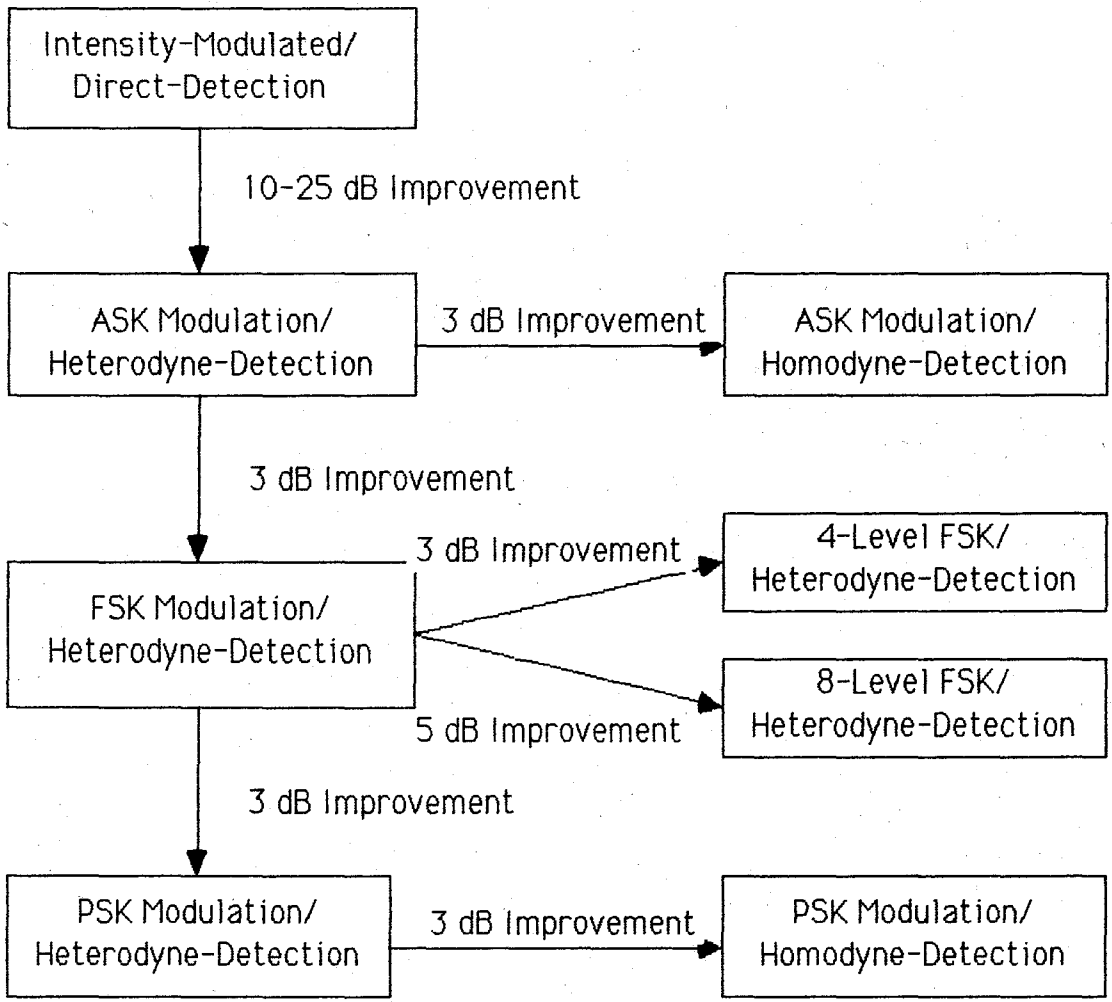 Intensity-Modulated/
Direct-Detection
10-25 dB Improvement
ASK Modulation/
Heterodyne-Detection
3 dB Improvement
ASK Modulation/
Homodyne-Detection
3 dB Improvement
3 dB Improvement
4-Level FSK/
Heterodyne-Detection
FSK Modulation/
Heterodyne-Detection
8-Level FSK/
Heterodyne-Detection
5 dB Improvement
3 dB Improvement
PSK Modulation/
Heterodyne-Detection
3 dB Improvement
PSK Modulation/
Homodyne-Detection